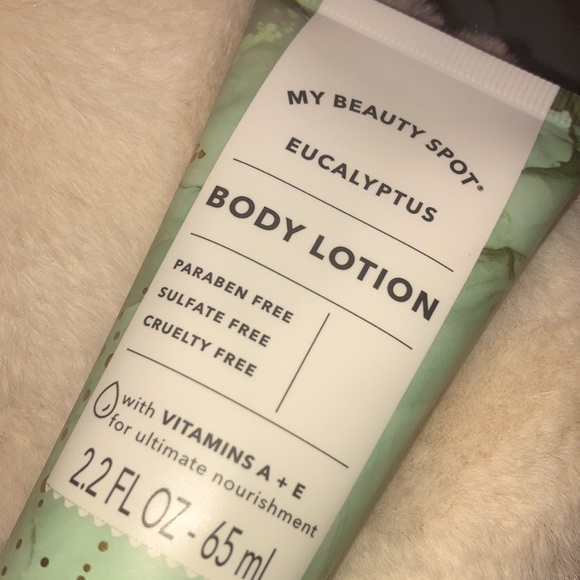 MY BEAUTY SPOT®
EUCALYPTUS
BODY LOTION
PARABEN FREE
SULFATE FREE
CRUELTY FREE
with VITAMINS A + E
for ultimate nourishment
2.2 FL OZ - 65 ml